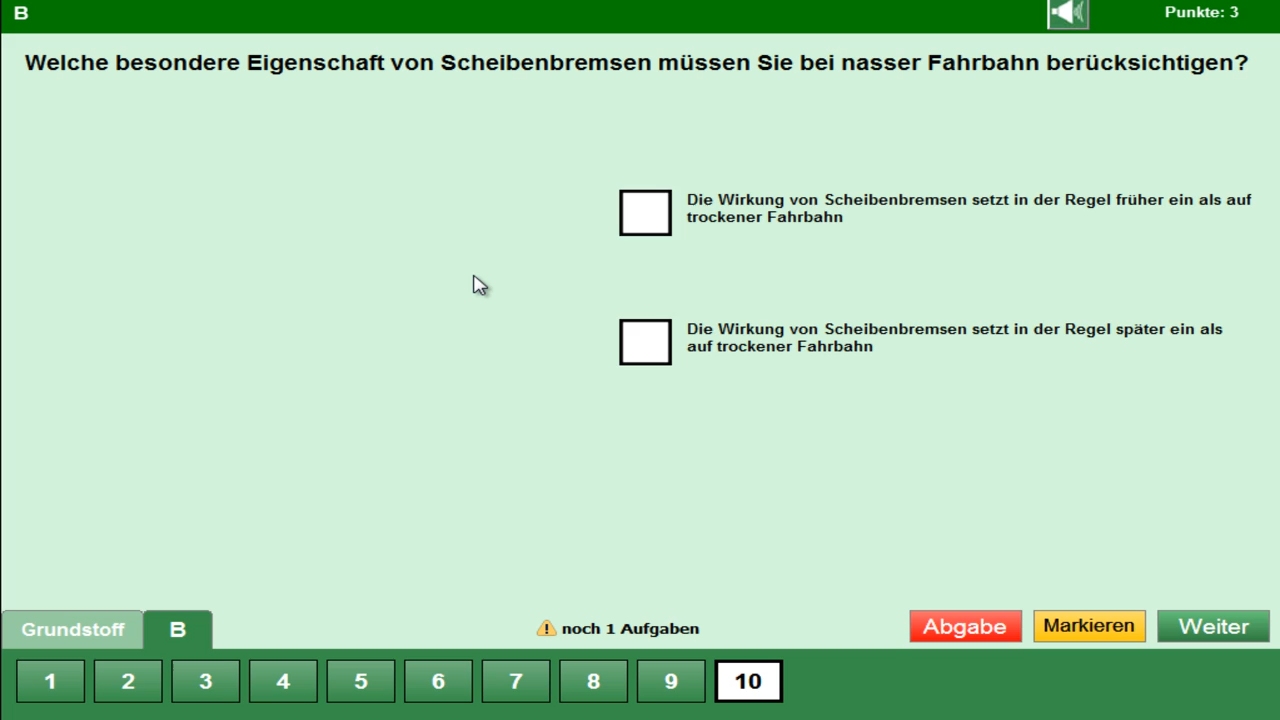 B
Punkte: 3
Welche besondere Eigenschaft von Scheibenbremsen müssen Sie bei nasser Fahrbahn berücksichtigen?
Die Wirkung von Scheibenbremsen setzt in der Regel früher ein als auf
trockener Fahrbahn
Die Wirkung von Scheibenbremsen setzt in der Regel später ein als
auf trockener Fahrbahn
Grundstoff
B
noch 1 Aufgaben
Abgabe
Markieren
Weiter
1 2 3 4 5 6 7 8 9 10